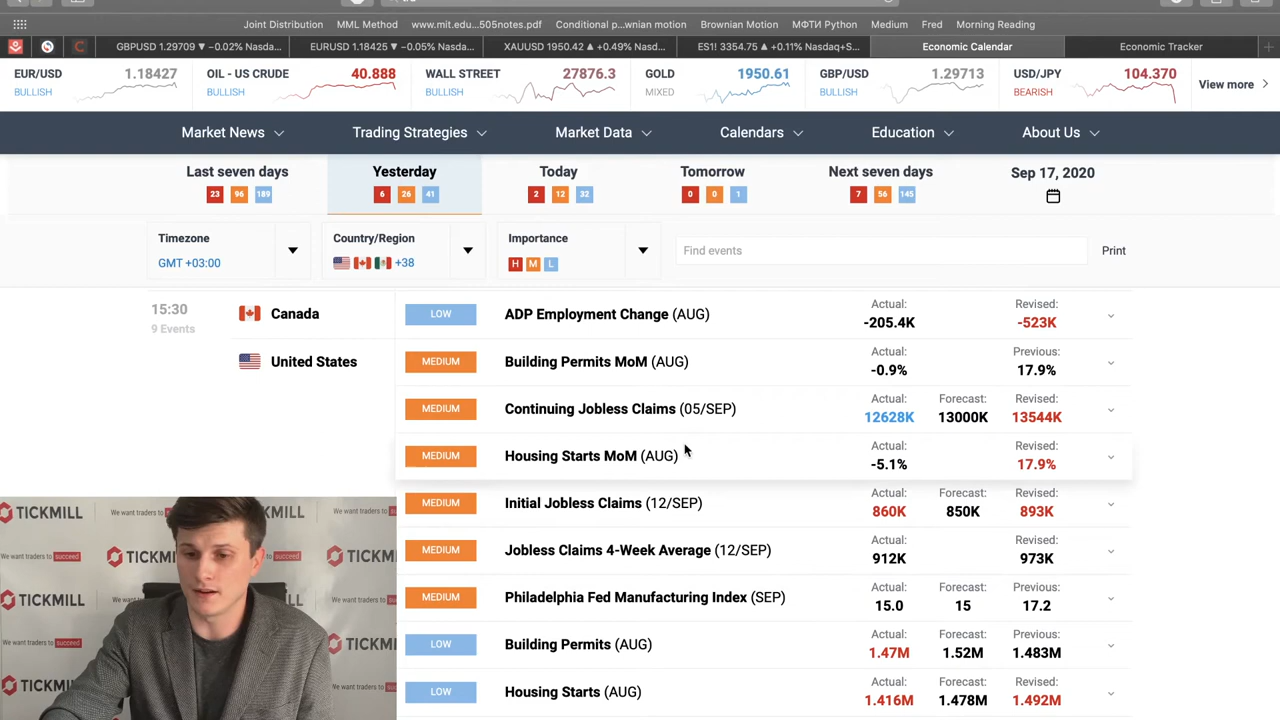 Joint Distribution MML Method www.mit.edu...505notes.pdf Conditional p...wnian motion Brownian Motion МФТИ Python Medium Fred Morning Reading
GBPUSD 1.29709 ▼ −0.02% Nasda... EURUSD 1.18425 ▼ −0.05% Nasda... XAUUSD 1950.42 ▲ +0.49% Nasd... ES1! 3354.75 ▲ +0.11% Nasdaq+S... Economic Calendar Economic Tracker
EUR/USD 1.18427 OIL - US CRUDE 40.888 WALL STREET 27876.3 GOLD 1950.61 GBP/USD 1.29713 USD/JPY 104.370 View more
BULLISH BULLISH BULLISH MIXED BULLISH BEARISH
Market News Trading Strategies Market Data Calendars Education About Us
Last seven days Yesterday Today Tomorrow Next seven days Sep 17, 2020
23 96 189 6 26 41 2 12 32 0 0 1 7 56 145
Timezone Country/Region Importance
GMT +03:00 +38 H M L Find events Print
15:30 Canada LOW ADP Employment Change (AUG) Actual: -205.4K Revised: -523K
9 Events
United States MEDIUM Building Permits MoM (AUG) Actual: -0.9% Previous: 17.9%
MEDIUM Continuing Jobless Claims (05/SEP) Actual: 12628K Forecast: 13000K Revised: 13544K
MEDIUM Housing Starts MoM (AUG) Actual: -5.1% Revised: 17.9%
MEDIUM Initial Jobless Claims (12/SEP) Actual: 860K Forecast: 850K Revised: 893K
MEDIUM Jobless Claims 4-Week Average (12/SEP) Actual: 912K Revised: 973K
MEDIUM Philadelphia Fed Manufacturing Index (SEP) Actual: 15.0 Forecast: 15 Previous: 17.2
LOW Building Permits (AUG) Actual: 1.47M Forecast: 1.52M Previous: 1.483M
LOW Housing Starts (AUG) Actual: 1.416M Forecast: 1.478M Revised: 1.492M
TICKMILL We want traders to succeed